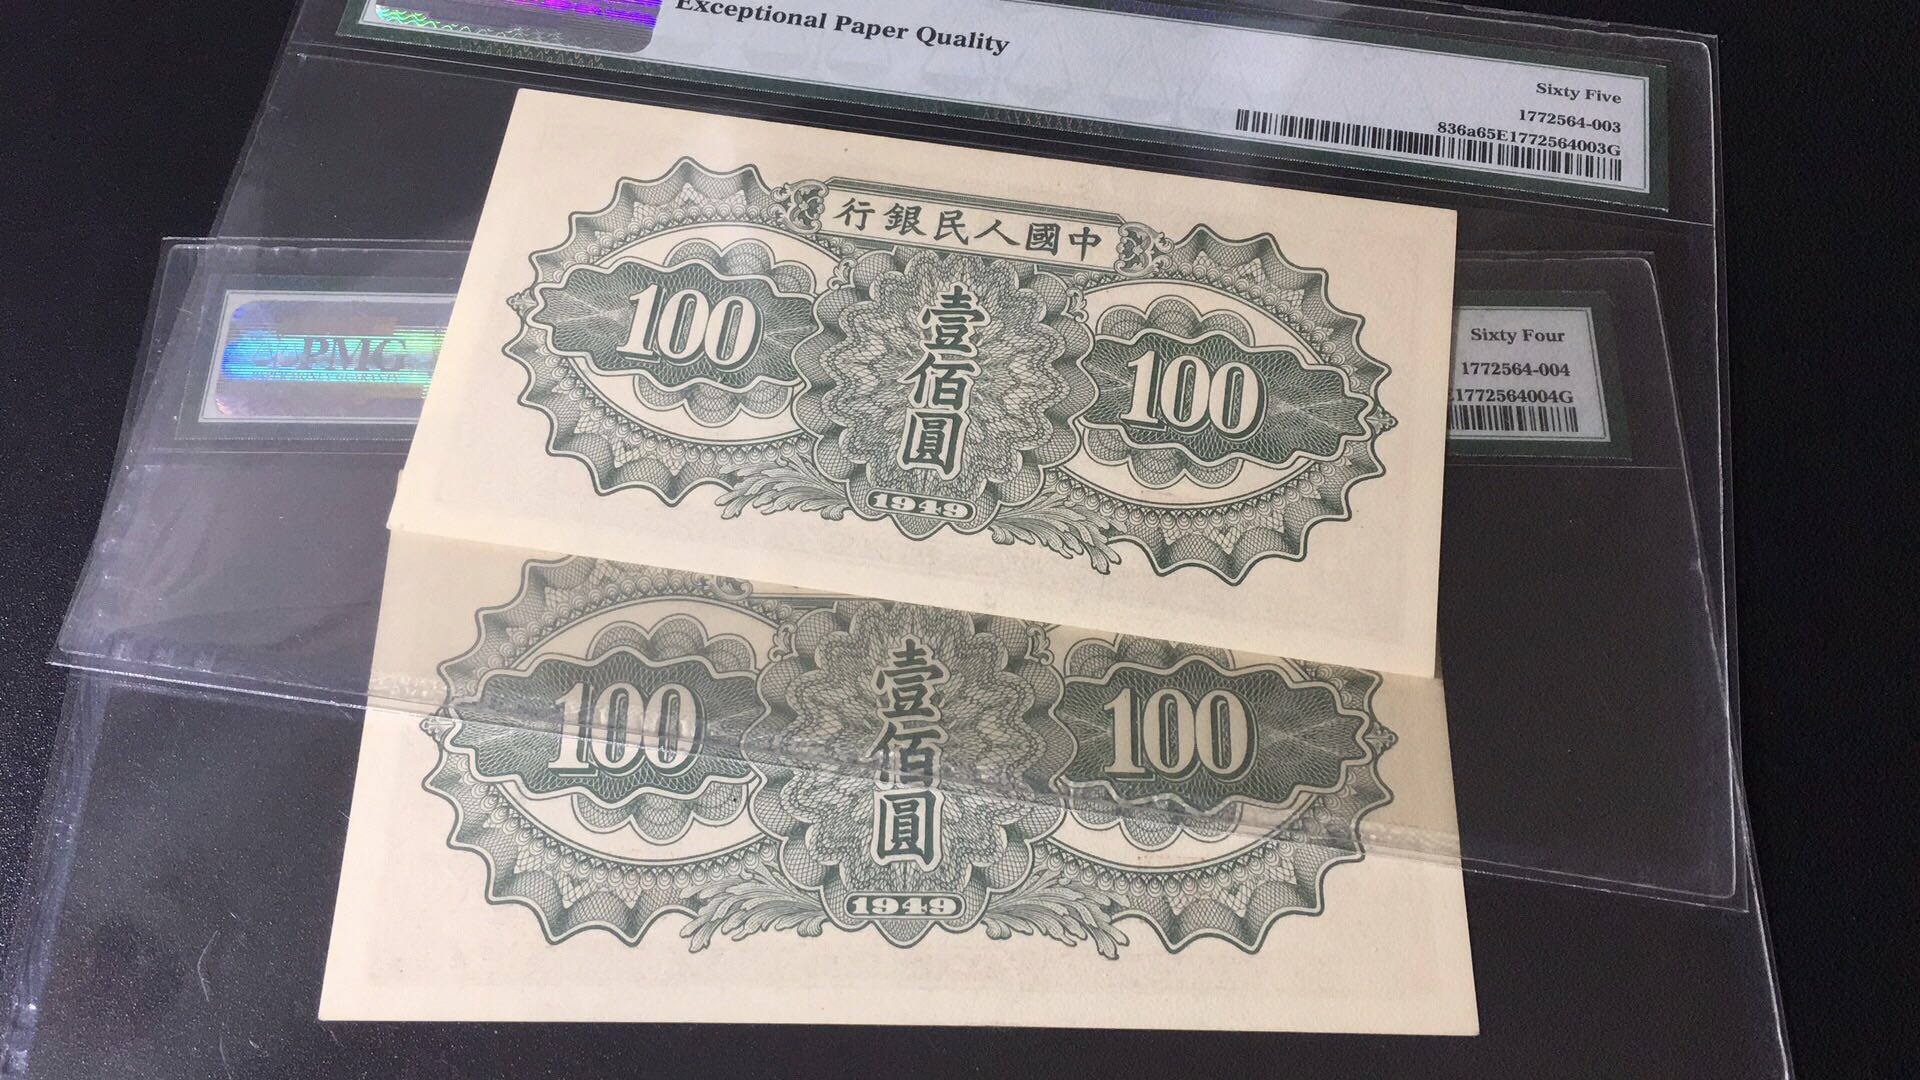 Exceptional Paper Quality
Sixty Five
1772564-003
836a65E1772564003G
行銀民人國中
100
壹佰圓
100
1949
PMG
Sixty Four
1772564-004
E1772564004G
100
壹佰圓
100
1949